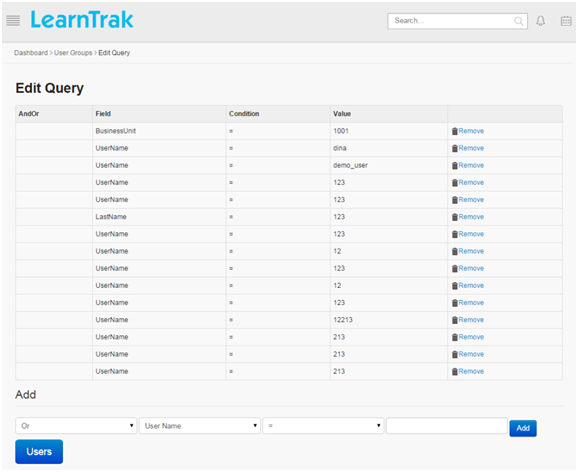 LearnTrak
Search...
Dashboard > User Groups > Edit Query
Edit Query
AndOr Field Condition Value
BusinessUnit = 1001 Remove
UserName = dina Remove
UserName = demo_user Remove
UserName = 123 Remove
UserName = 123 Remove
LastName = 123 Remove
UserName = 123 Remove
UserName = 12 Remove
UserName = 123 Remove
UserName = 12 Remove
UserName = 123 Remove
UserName = 12213 Remove
UserName = 213 Remove
UserName = 213 Remove
UserName = 213 Remove
Add
Or User Name = Add
Users